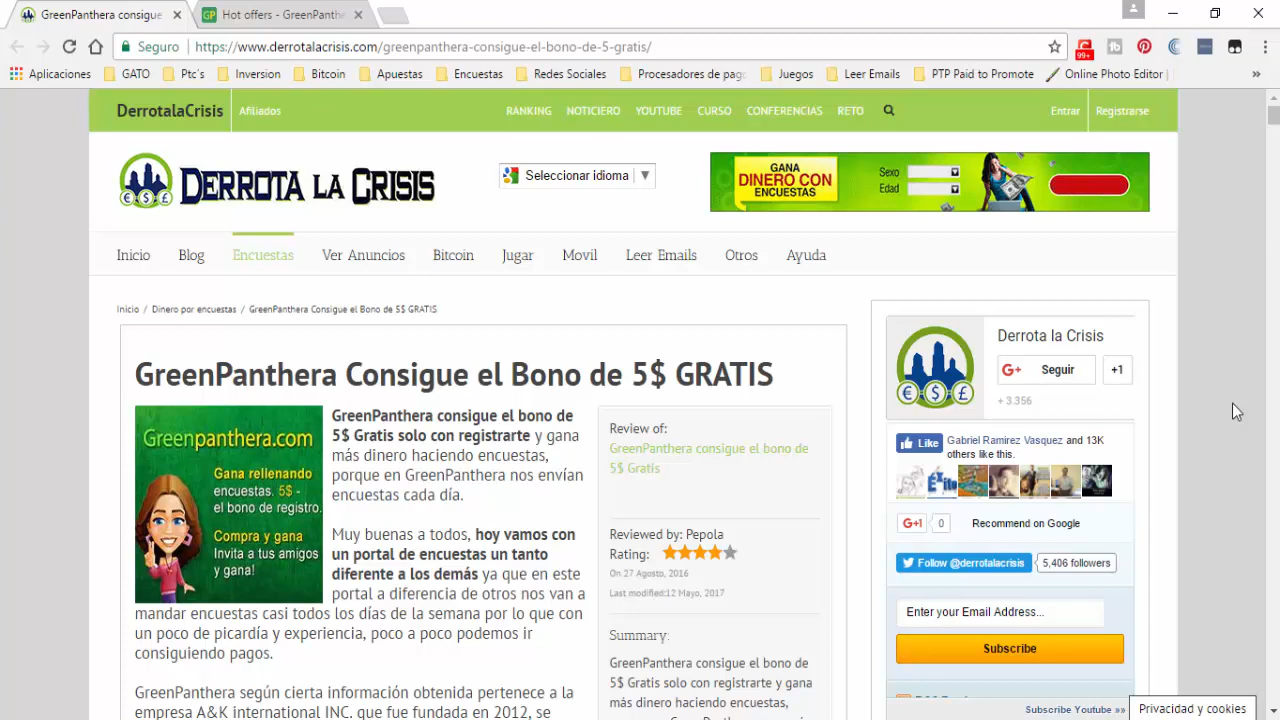 GreenPanthera consigue
Hot offers - GreenPanthe
Seguro
https://www.derrotalacrisis.com/greenpanthera-consigue-el-bono-de-5-gratis/
99+
Aplicaciones GATO Ptc's Inversion Bitcoin Apuestas Encuestas Redes Sociales Procesadores de pago Juegos Leer Emails PTP Paid to Promote Online Photo Editor |
DerrotalaCrisis Afiliados RANKING NOTICIERO YOUTUBE CURSO CONFERENCIAS RETO Entrar Registrarse
DERROTA LA CRISIS
€ $ £
Seleccionar idioma ▼
GANA
DINERO CON
ENCUESTAS
Sexo
Edad
Inicio Blog Encuestas Ver Anuncios Bitcoin Jugar Movil Leer Emails Otros Ayuda
Inicio / Dinero por encuestas / GreenPanthera Consigue el Bono de 5$ GRATIS
GreenPanthera Consigue el Bono de 5$ GRATIS
Greenpanthera.com
Gana rellenando
encuestas. 5$ -
el bono de registro.
Compra y gana
Invita a tus amigos
y gana!
GreenPanthera consigue el bono de
5$ Gratis solo con registrarte y gana
más dinero haciendo encuestas,
porque en GreenPanthera nos envían
encuestas cada día.
Muy buenas a todos, hoy vamos con
un portal de encuestas un tanto
diferente a los demás ya que en este
portal a diferencia de otros nos van a
mandar encuestas casi todos los días de la semana por lo que con
un poco de picardía y experiencia, poco a poco podemos ir
consiguiendo pagos.
GreenPanthera según cierta información obtenida pertenece a la
empresa A&K international INC. que fue fundada en 2012, se
Review of:
GreenPanthera consigue el bono de
5$ Gratis
Reviewed by: Pepola
Rating:
On 27 Agosto, 2016
Last modified:12 Mayo, 2017
Summary:
GreenPanthera consigue el bono de
5$ Gratis solo con registrarte y gana
más dinero haciendo encuestas,
Derrota la Crisis
€ $ £
G+ Seguir +1
+ 3.356
Like Gabriel Ramirez Vasquez and 13K
others like this.
G+1 0 Recommend on Google
Follow @derrotalacrisis 5,406 followers
Enter your Email Address...
Subscribe
Subscribe Youtube »»
Privacidad y cookies